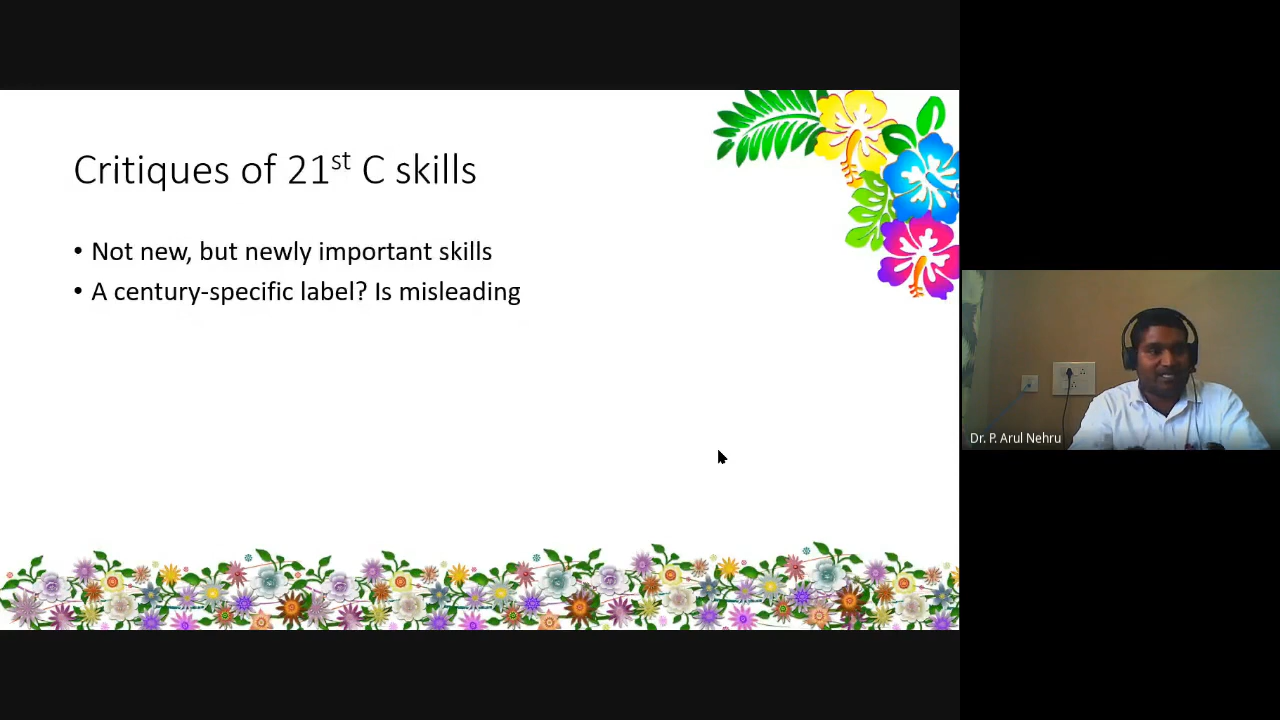 Critiques of 21st C skills
• Not new, but newly important skills
• A century-specific label? Is misleading
Dr. P. Arul Nehru